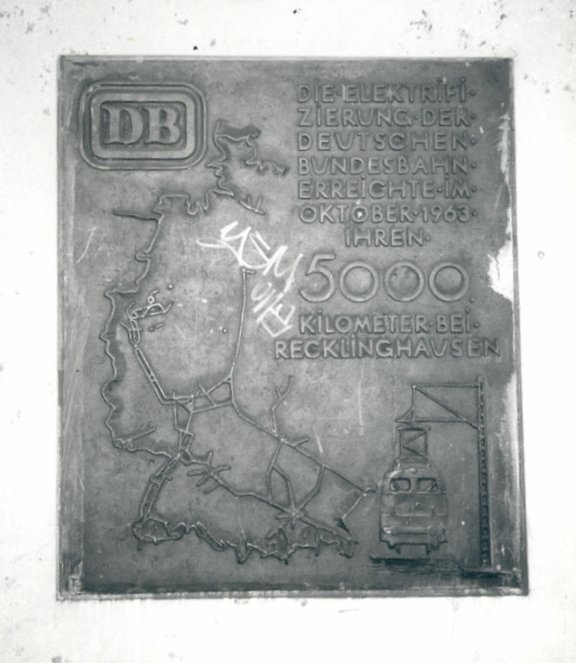 DB
DIE·ELEKTRIFI·
ZIERUNG·DER·
DEUTSCHEN·
BUNDESBAHN·
ERREICHTE·IM·
OKTOBER·1963·
IHREN·
5000.
KILOMETER·BEI·
RECKLINGHAUSEN